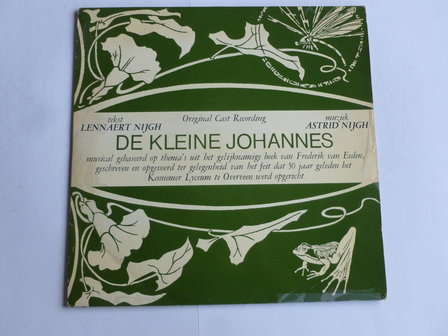 tekst Original Cast Recording muziek
LENNAERT NIJGH ASTRID NIJGH
DE KLEINE JOHANNES
musical gebaseerd op thema's uit het gelijknamige boek van Frederik van Eeden,
geschreven en opgevoerd ter gelegenheid van het feit dat 50 jaar geleden het
Kennemer Lyceum te Overveen werd opgericht